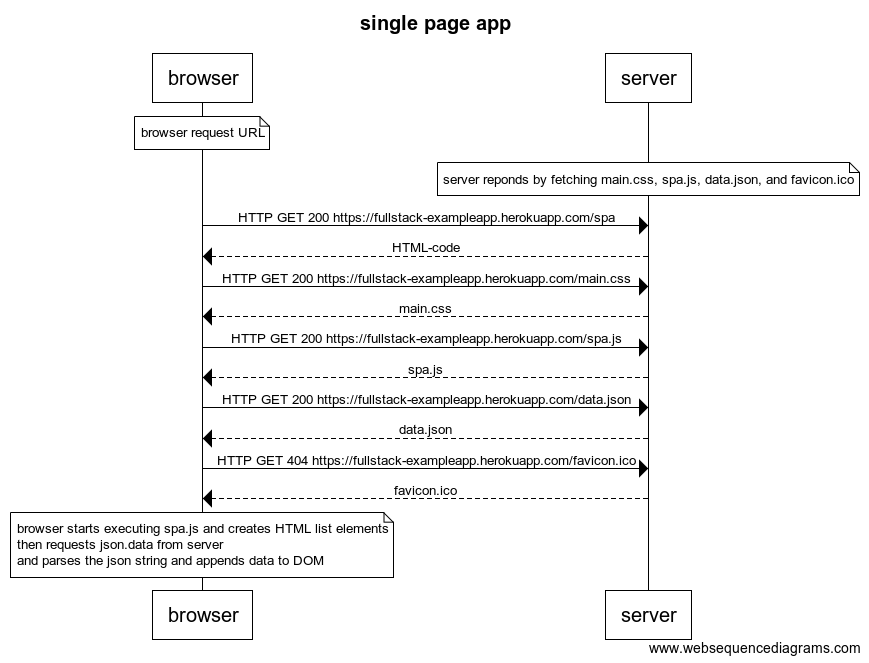 single page app
browser
server
browser request URL
server reponds by fetching main.css, spa.js, data.json, and favicon.ico
HTTP GET 200 https://fullstack-exampleapp.herokuapp.com/spa
HTML-code
HTTP GET 200 https://fullstack-exampleapp.herokuapp.com/main.css
main.css
HTTP GET 200 https://fullstack-exampleapp.herokuapp.com/spa.js
spa.js
HTTP GET 200 https://fullstack-exampleapp.herokuapp.com/data.json
data.json
HTTP GET 404 https://fullstack-exampleapp.herokuapp.com/favicon.ico
favicon.ico
browser starts executing spa.js and creates HTML list elements
then requests json.data from server
and parses the json string and appends data to DOM
browser
server
www.websequencediagrams.com